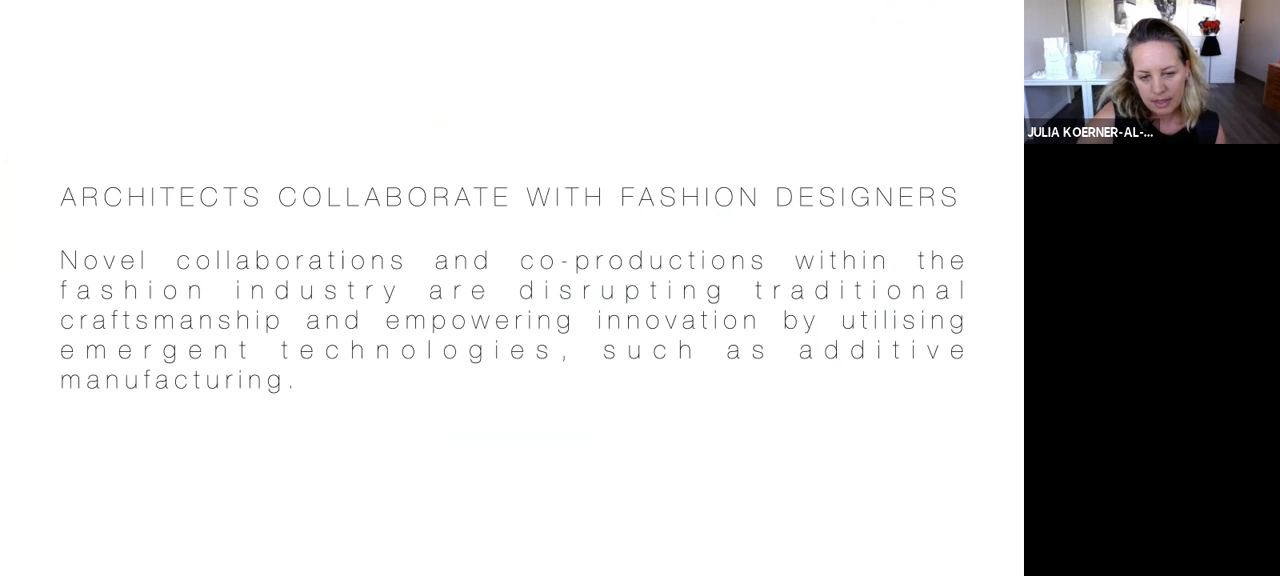 ARCHITECTS COLLABORATE WITH FASHION DESIGNERS
Novel collaborations and co-productions within the
fashion industry are disrupting traditional
craftsmanship and empowering innovation by utilising
emergent technologies, such as additive
manufacturing.
JULIA KOERNER-AL-...